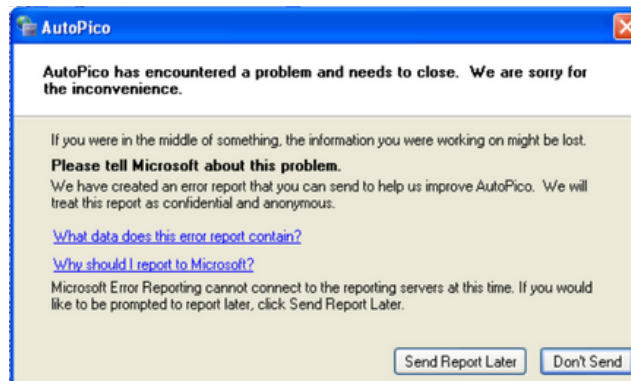 AutoPico
AutoPico has encountered a problem and needs to close. We are sorry for
the inconvenience.
If you were in the middle of something, the information you were working on might be lost.
Please tell Microsoft about this problem.
We have created an error report that you can send to help us improve AutoPico. We will
treat this report as confidential and anonymous.
What data does this error report contain?
Why should I report to Microsoft?
Microsoft Error Reporting cannot connect to the reporting servers at this time. If you would
like to be prompted to report later, click Send Report Later.
Send Report Later Don't Send